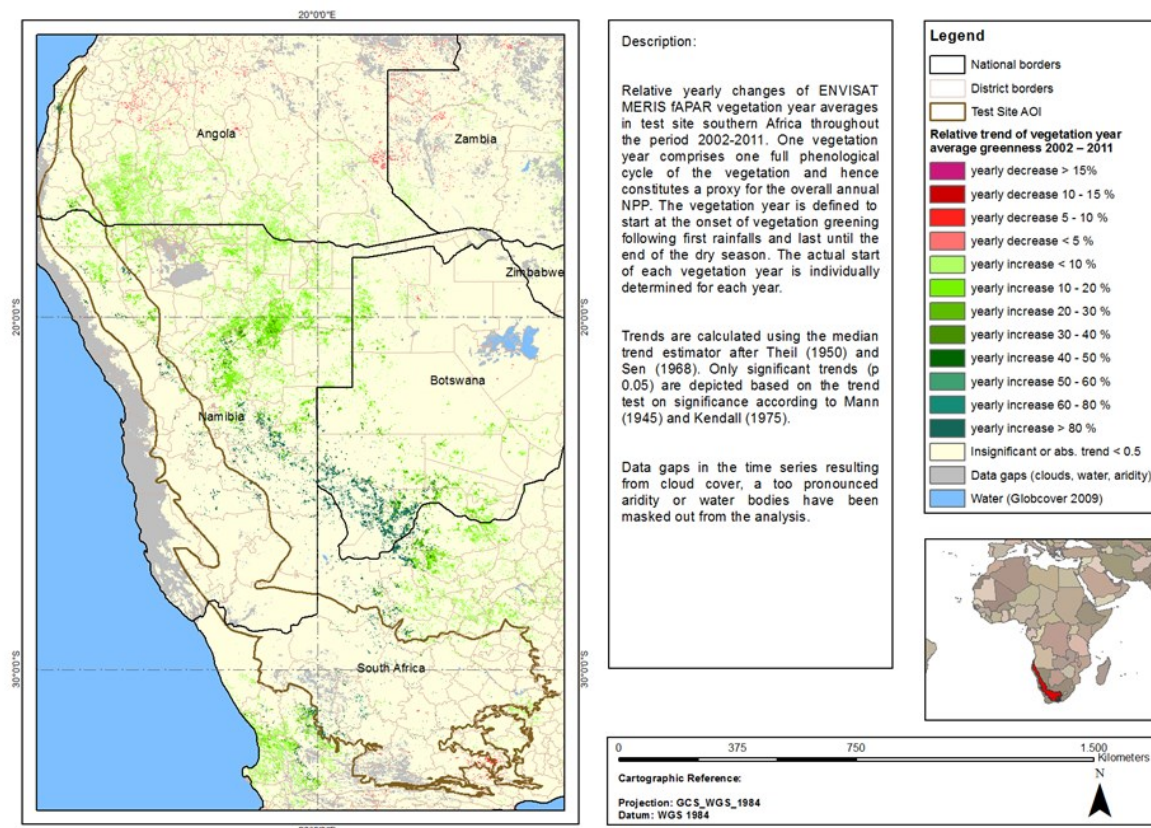 20°0'0"E
Angola
Zambia
Zimbabwe
20°0'0"S
20°0'0"S
Botswana
Namibia
South Africa
30°0'0"S
30°0'0"S
Description:
Relative yearly changes of ENVISAT
MERIS fAPAR vegetation year averages
in test site southern Africa throughout
the period 2002-2011. One vegetation
year comprises one full phenological
cycle of the vegetation and hence
constitutes a proxy for the overall annual
NPP. The vegetation year is defined to
start at the onset of vegetation greening
following first rainfalls and last until the
end of the dry season. The actual start
of each vegetation year is individually
determined for each year.
Trends are calculated using the median
trend estimator after Theil (1950) and
Sen (1968). Only significant trends (p
0.05) are depicted based on the trend
test on significance according to Mann
(1945) and Kendall (1975).
Data gaps in the time series resulting
from cloud cover, a too pronounced
aridity or water bodies have been
masked out from the analysis.
Legend
National borders
District borders
Test Site AOI
Relative trend of vegetation year
average greenness 2002 – 2011
yearly decrease > 15%
yearly decrease 10 - 15 %
yearly decrease 5 - 10 %
yearly decrease < 5 %
yearly increase < 10 %
yearly increase 10 - 20 %
yearly increase 20 - 30 %
yearly increase 30 - 40 %
yearly increase 40 - 50 %
yearly increase 50 - 60 %
yearly increase 60 - 80 %
yearly increase > 80 %
Insignificant or abs. trend < 0.5
Data gaps (clouds, water, aridity)
Water (Globcover 2009)
0 375 750 1.500
Kilometers
Cartographic Reference:
N
Projection: GCS_WGS_1984
Datum: WGS 1984